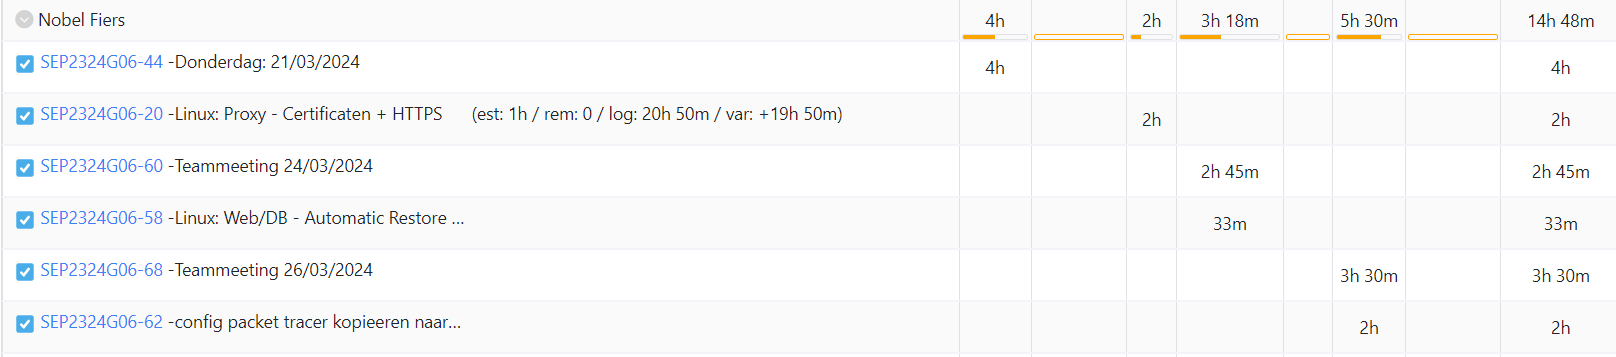 Nobel Fiers 4h 2h 3h 18m 5h 30m 14h 48m
SEP2324G06-44 -Donderdag: 21/03/2024 4h 4h
SEP2324G06-20 -Linux: Proxy - Certificaten + HTTPS (est: 1h / rem: 0 / log: 20h 50m / var: +19h 50m) 2h 2h
SEP2324G06-60 -Teammeeting 24/03/2024 2h 45m 2h 45m
SEP2324G06-58 -Linux: Web/DB - Automatic Restore ... 33m 33m
SEP2324G06-68 -Teammeeting 26/03/2024 3h 30m 3h 30m
SEP2324G06-62 -config packet tracer kopieeren naar... 2h 2h